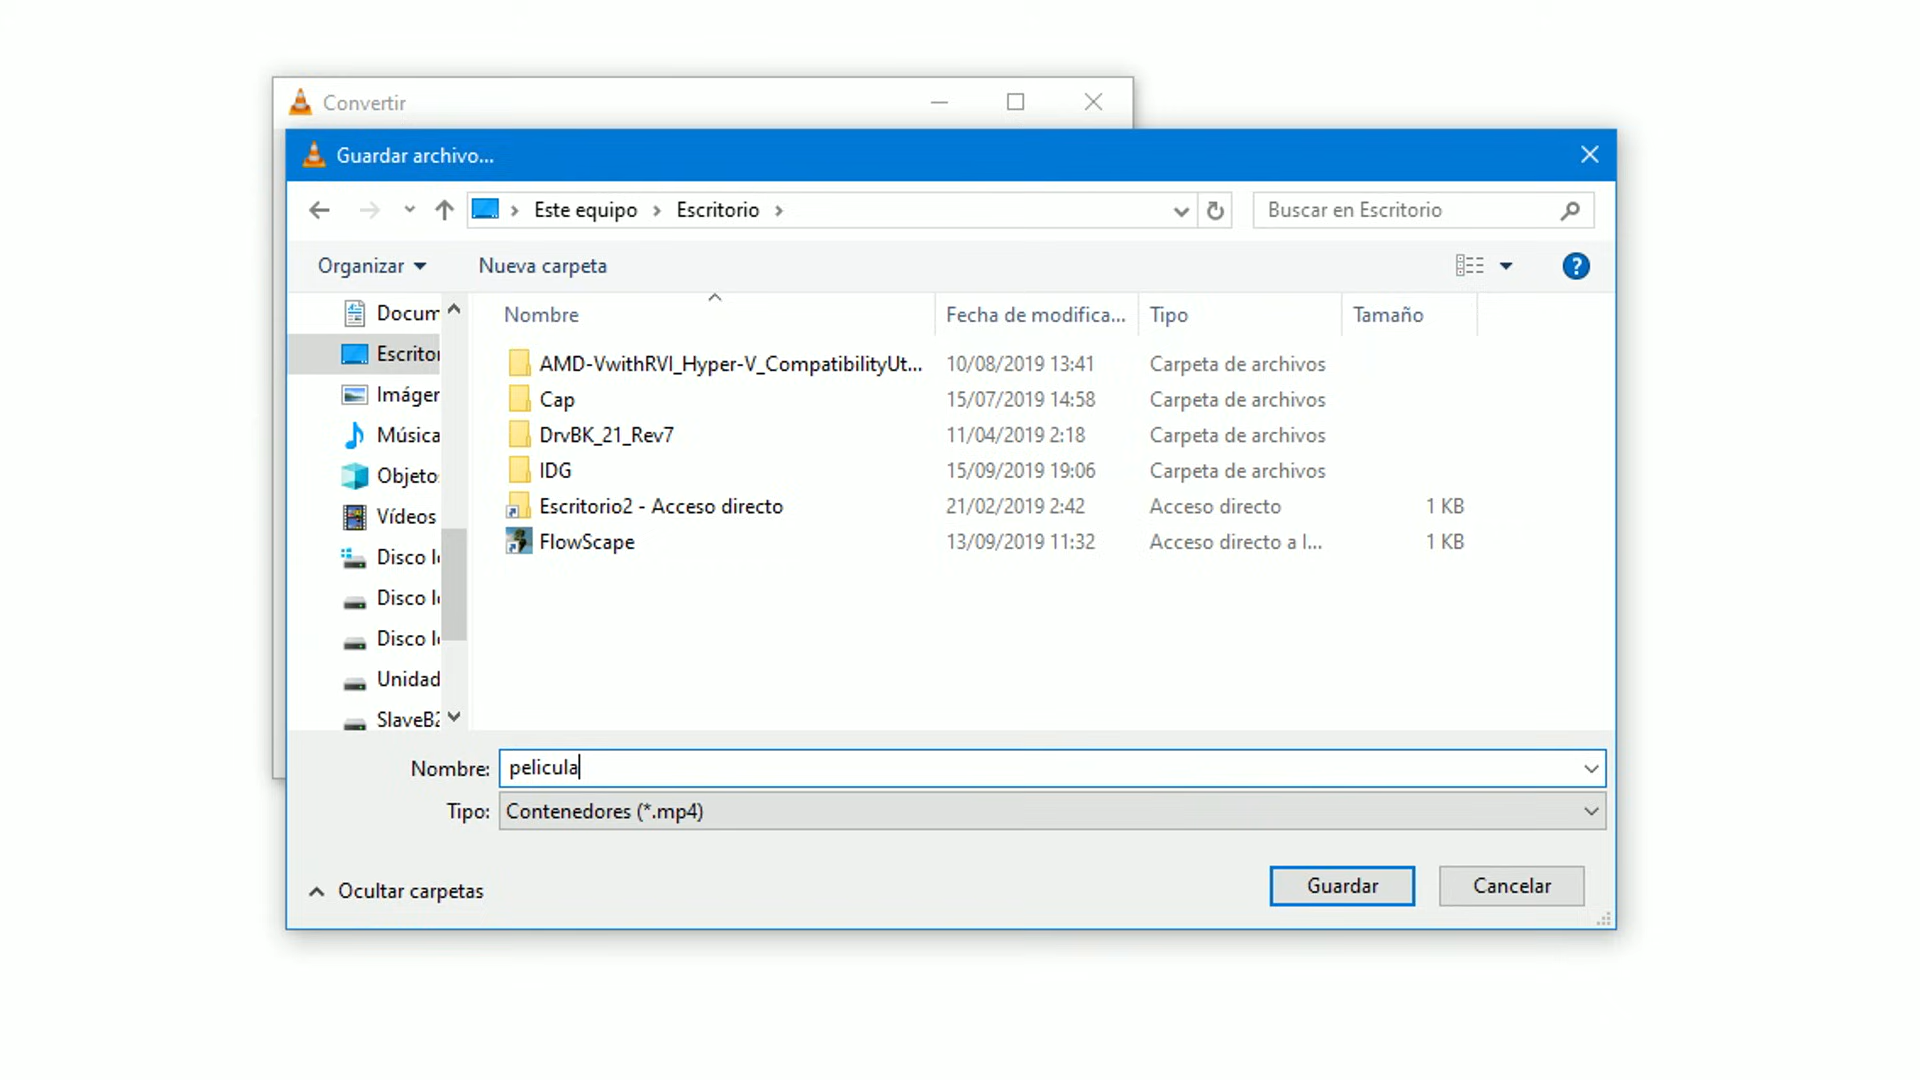 Convertir
Guardar archivo...
Este equipo > Escritorio >
Buscar en Escritorio
Organizar
Nueva carpeta
?
Nombre
Fecha de modifica...
Tipo
Tamaño
Docum
Escrito
Imáger
Música
Objeto
Vídeos
Disco l
Disco l
Disco l
Unidad
SlaveB2
AMD-VwithRVI_Hyper-V_CompatibilityUt... 10/08/2019 13:41 Carpeta de archivos
Cap 15/07/2019 14:58 Carpeta de archivos
DrvBK_21_Rev7 11/04/2019 2:18 Carpeta de archivos
IDG 15/09/2019 19:06 Carpeta de archivos
Escritorio2 - Acceso directo 21/02/2019 2:42 Acceso directo 1 KB
FlowScape 13/09/2019 11:32 Acceso directo a l... 1 KB
Nombre: pelicula
Tipo: Contenedores (*.mp4)
Ocultar carpetas
Guardar
Cancelar